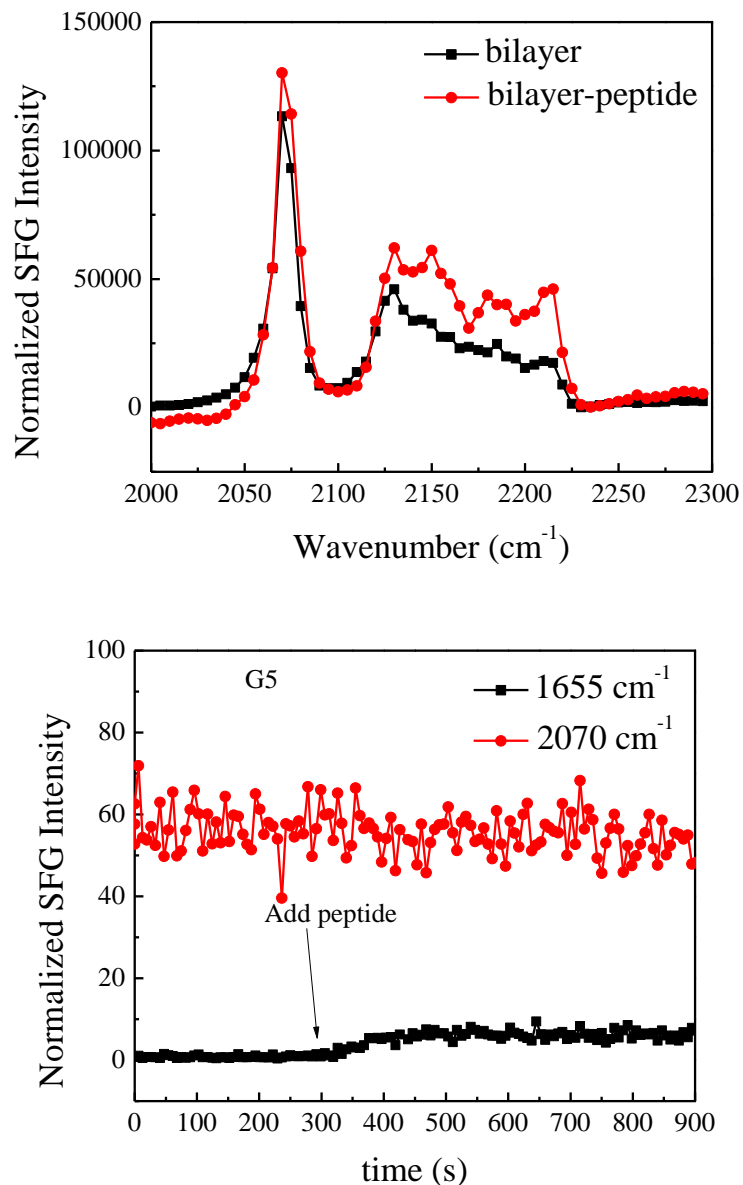 150000
100000
50000
0
2000 2050 2100 2150 2200 2250 2300
Normalized SFG Intensity
Wavenumber (cm⁻¹)
bilayer
bilayer-peptide
100
80
60
40
20
0
0 100 200 300 400 500 600 700 800 900
Normalized SFG Intensity
time (s)
G5
1655 cm⁻¹
2070 cm⁻¹
Add peptide